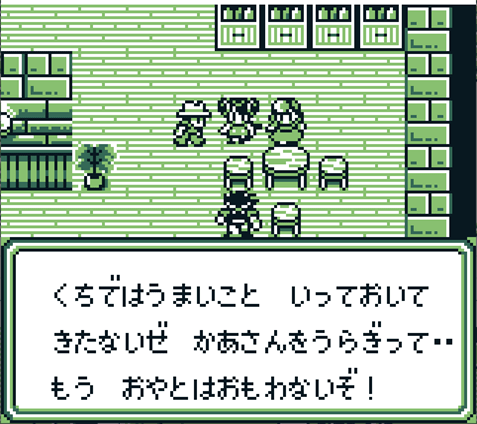 くちではうまいこと　いっておいて
きたないぜ　かあさんをうらぎって‥
もう　おやとはおもわないぞ！